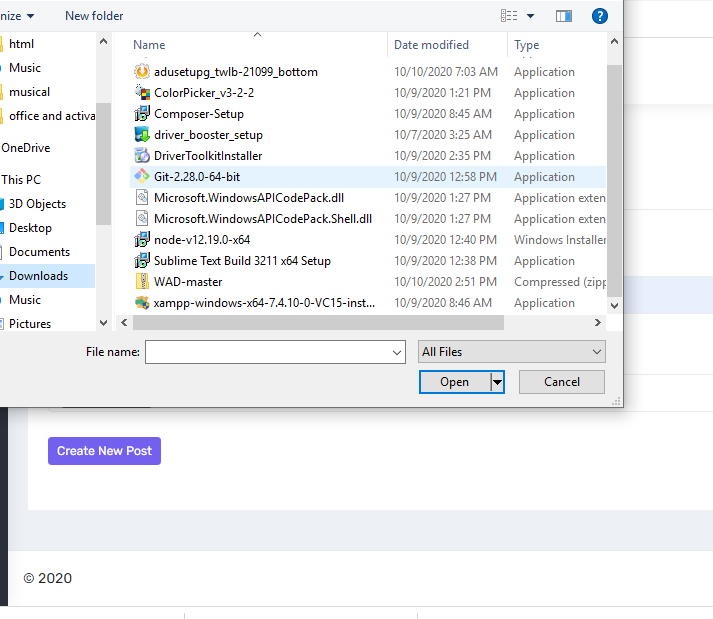 nize New folder
Name Date modified Type
html
Music
musical
office and activa
OneDrive
This PC
3D Objects
Desktop
Documents
Downloads
Music
Pictures
adusetupg_twlb-21099_bottom 10/10/2020 7:03 AM Application
ColorPicker_v3-2-2 10/9/2020 1:21 PM Application
Composer-Setup 10/9/2020 8:45 AM Application
driver_booster_setup 10/7/2020 3:25 AM Application
DriverToolkitInstaller 10/9/2020 2:35 PM Application
Git-2.28.0-64-bit 10/9/2020 12:58 PM Application
Microsoft.WindowsAPICodePack.dll 10/9/2020 1:27 PM Application exten
Microsoft.WindowsAPICodePack.Shell.dll 10/9/2020 1:27 PM Application exten
node-v12.19.0-x64 10/9/2020 12:40 PM Windows Installer
Sublime Text Build 3211 x64 Setup 10/9/2020 12:38 PM Application
WAD-master 10/10/2020 2:51 PM Compressed (zipp
xampp-windows-x64-7.4.10-0-VC15-inst... 10/9/2020 8:46 AM Application
File name: All Files
Open Cancel
Create New Post
© 2020